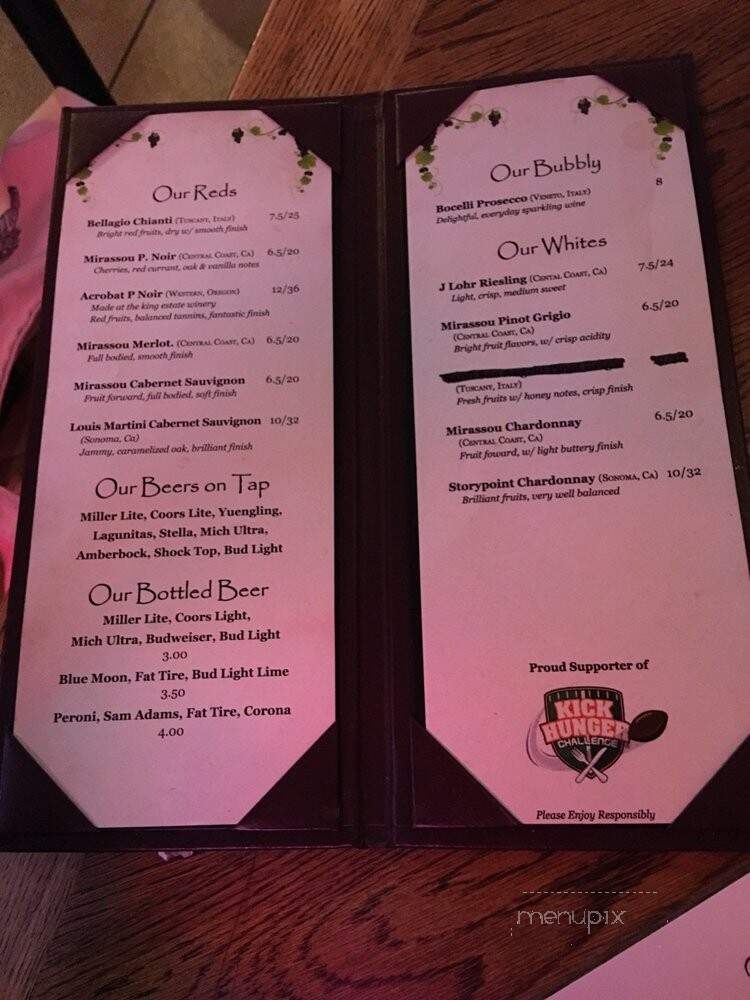 Our Reds
Bellagio Chianti (Tuscany, Italy) 7.5/25
Bright red fruits, dry w/ smooth finish
Mirassou P. Noir (Central Coast, Ca) 6.5/20
Cherries, red currant, oak & vanilla notes
Acrobat P Noir (Western, Oregon) 12/36
Made at the king estate winery
Red fruits, balanced tannins, fantastic finish
Mirassou Merlot. (Central Coast, Ca) 6.5/20
Full bodied, smooth finish
Mirassou Cabernet Sauvignon 6.5/20
Fruit forward, full bodied, soft finish
Louis Martini Cabernet Sauvignon 10/32
(Sonoma, Ca)
Jammy, caramelized oak, brilliant finish
Our Beers on Tap
Miller Lite, Coors Lite, Yuengling,
Lagunitas, Stella, Mich Ultra,
Amberbock, Shock Top, Bud Light
Our Bottled Beer
Miller Lite, Coors Light,
Mich Ultra, Budweiser, Bud Light
3.00
Blue Moon, Fat Tire, Bud Light Lime
3.50
Peroni, Sam Adams, Fat Tire, Corona
4.00
Our Bubbly
Bocelli Prosecco (Veneto, Italy) 8
Delightful, everyday sparkling wine
Our Whites
J Lohr Riesling (Cental Coast, Ca) 7.5/24
Light, crisp, medium sweet
Mirassou Pinot Grigio 6.5/20
(Central Coast, Ca)
Bright fruit flavors, w/ crisp acidity
(Tuscany, Italy)
Fresh fruits w/ honey notes, crisp finish
Mirassou Chardonnay 6.5/20
(Central Coast, Ca)
Fruit foward, w/ light buttery finish
Storypoint Chardonnay (Sonoma, Ca) 10/32
Brilliant fruits, very well balanced
Proud Supporter of
KICK
HUNGER
CHALLENGE
Please Enjoy Responsibly
menupix